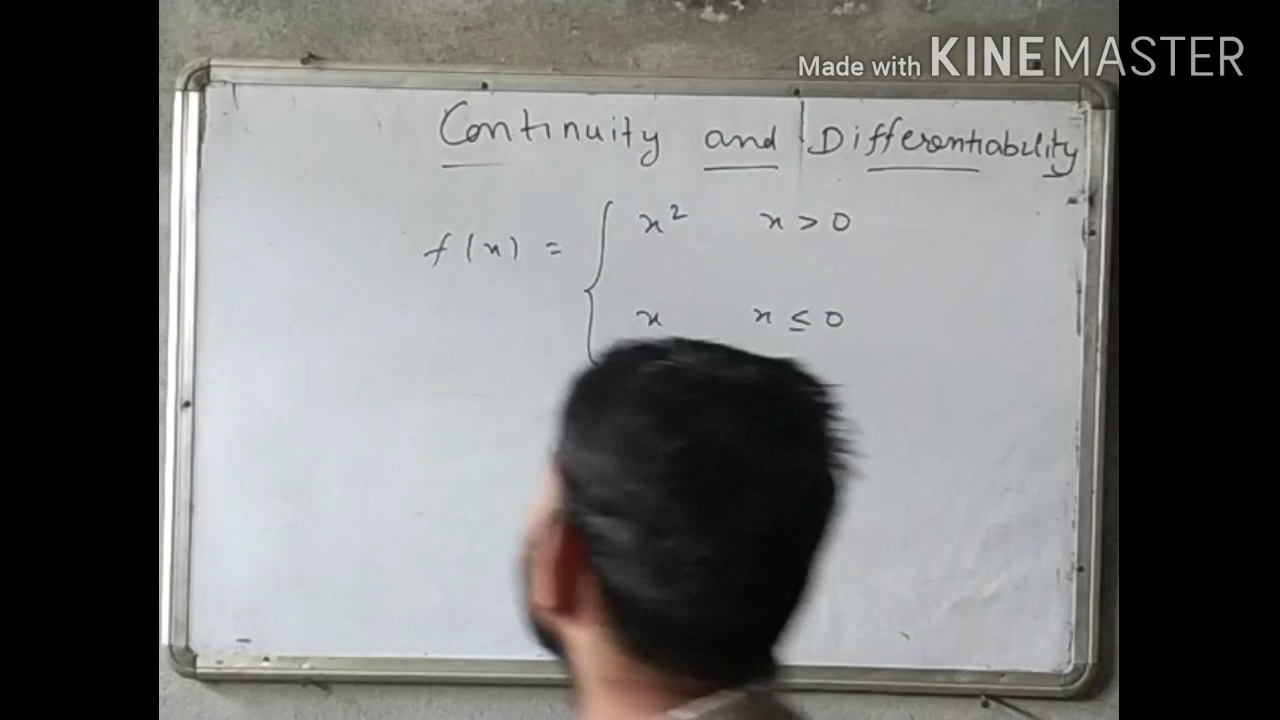 Made with KINEMASTER
Continuity and Differentiability
f(x) = { x² x > 0
x x ≤ 0